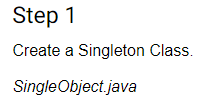 Step 1
Create a Singleton Class.
SingleObject.java